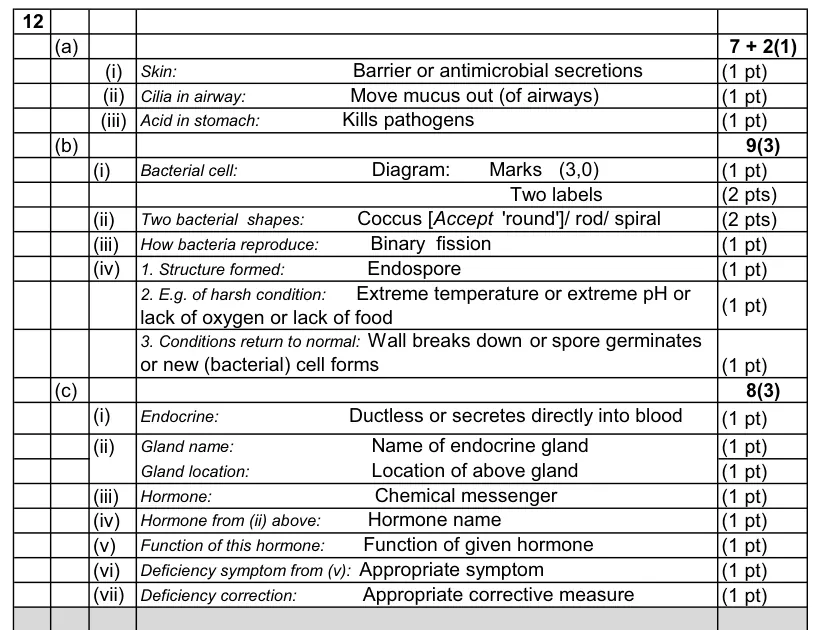 12
(a) 7 + 2(1)
(i) Skin: Barrier or antimicrobial secretions (1 pt)
(ii) Cilia in airway: Move mucus out (of airways) (1 pt)
(iii) Acid in stomach: Kills pathogens (1 pt)
(b) 9(3)
(i) Bacterial cell: Diagram: Marks (3,0) (1 pt)
Two labels (2 pts)
(ii) Two bacterial shapes: Coccus [Accept 'round']/ rod/ spiral (2 pts)
(iii) How bacteria reproduce: Binary fission (1 pt)
(iv) 1. Structure formed: Endospore (1 pt)
2. E.g. of harsh condition: Extreme temperature or extreme pH or
lack of oxygen or lack of food (1 pt)
3. Conditions return to normal: Wall breaks down or spore germinates
or new (bacterial) cell forms (1 pt)
(c) 8(3)
(i) Endocrine: Ductless or secretes directly into blood (1 pt)
(ii) Gland name: Name of endocrine gland (1 pt)
Gland location: Location of above gland (1 pt)
(iii) Hormone: Chemical messenger (1 pt)
(iv) Hormone from (ii) above: Hormone name (1 pt)
(v) Function of this hormone: Function of given hormone (1 pt)
(vi) Deficiency symptom from (v): Appropriate symptom (1 pt)
(vii) Deficiency correction: Appropriate corrective measure (1 pt)